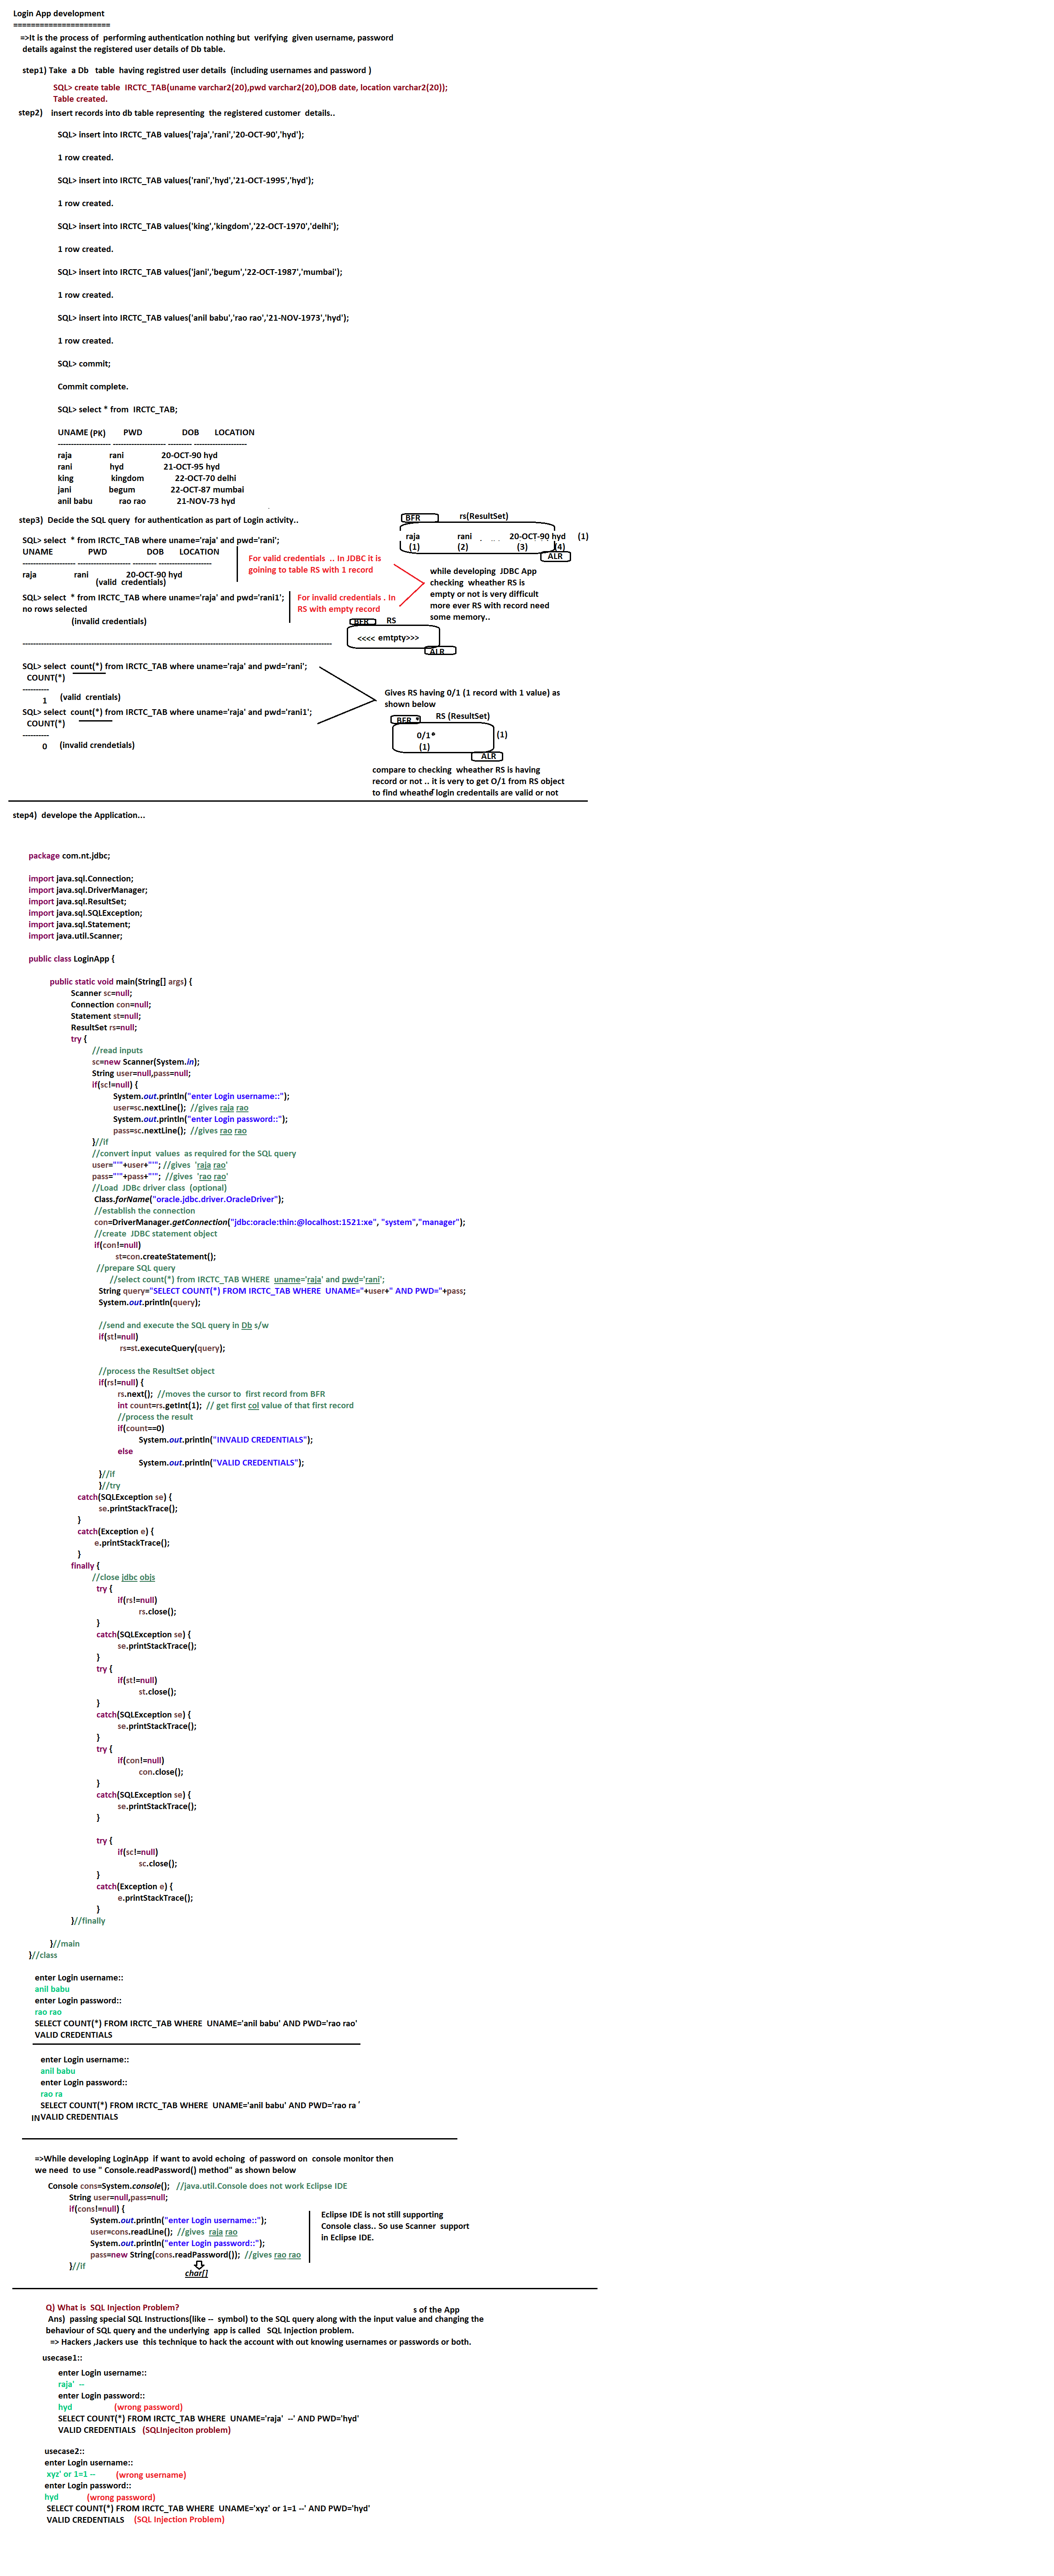 Login App development
======================
=>It is the process of performing authentication nothing but verifying given username, password
details against the registered user details of Db table.
step1) Take a Db table having registred user details (including usernames and password )
SQL> create table IRCTC_TAB(uname varchar2(20),pwd varchar2(20),DOB date, location varchar2(20));
Table created.
step2) insert records into db table representing the registered customer details..
SQL> insert into IRCTC_TAB values('raja','rani','20-OCT-90','hyd');
1 row created.
SQL> insert into IRCTC_TAB values('rani','hyd','21-OCT-1995','hyd');
1 row created.
SQL> insert into IRCTC_TAB values('king','kingdom','22-OCT-1970','delhi');
1 row created.
SQL> insert into IRCTC_TAB values('jani','begum','22-OCT-1987','mumbai');
1 row created.
SQL> insert into IRCTC_TAB values('anil babu','rao rao','21-NOV-1973','hyd');
1 row created.
SQL> commit;
Commit complete.
SQL> select * from IRCTC_TAB;
UNAME (PK) PWD DOB LOCATION
-------------------- -------------------- --------- --------------------
raja rani 20-OCT-90 hyd
rani hyd 21-OCT-95 hyd
king kingdom 22-OCT-70 delhi
jani begum 22-OCT-87 mumbai
anil babu rao rao 21-NOV-73 hyd
step3) Decide the SQL query for authentication as part of Login activity..
BFR rs(ResultSet)
raja rani 20-OCT-90 hyd (1)
(1) (2) (3) (4)
ALR
SQL> select * from IRCTC_TAB where uname='raja' and pwd='rani';
UNAME PWD DOB LOCATION
-------------------- -------------------- --------- --------------------
raja rani 20-OCT-90 hyd
(valid credentials)
For valid credentials .. In JDBC it is
goining to table RS with 1 record
SQL> select * from IRCTC_TAB where uname='raja' and pwd='rani1';
no rows selected
(invalid credentials)
For invalid credentials . In
RS with empty record
while developing JDBC App
checking wheather RS is
empty or not is very difficult
more ever RS with record need
some memory..
BFR RS
<<<< emtpty>>>
ALR
--------------------------------------------------------------------------------
SQL> select count(*) from IRCTC_TAB where uname='raja' and pwd='rani';
COUNT(*)
----------
1 (valid crentials)
SQL> select count(*) from IRCTC_TAB where uname='raja' and pwd='rani1';
COUNT(*)
----------
0 (invalid crendetials)
Gives RS having 0/1 (1 record with 1 value) as
shown below
BFR * RS (ResultSet)
0/1* (1)
(1)
ALR
compare to checking wheather RS is having
record or not .. it is very to get O/1 from RS object
to find wheather login credentails are valid or not
step4) develope the Application...
package com.nt.jdbc;
import java.sql.Connection;
import java.sql.DriverManager;
import java.sql.ResultSet;
import java.sql.SQLException;
import java.sql.Statement;
import java.util.Scanner;
public class LoginApp {
public static void main(String[] args) {
Scanner sc=null;
Connection con=null;
Statement st=null;
ResultSet rs=null;
try {
//read inputs
sc=new Scanner(System.in);
String user=null,pass=null;
if(sc!=null) {
System.out.println("enter Login username::");
user=sc.nextLine(); //gives raja rao
System.out.println("enter Login password::");
pass=sc.nextLine(); //gives rao rao
}//if
//convert input values as required for the SQL query
user="'"+user+"'"; //gives 'raja rao'
pass="'"+pass+"'"; //gives 'rao rao'
//Load JDBc driver class (optional)
Class.forName("oracle.jdbc.driver.OracleDriver");
//establish the connection
con=DriverManager.getConnection("jdbc:oracle:thin:@localhost:1521:xe", "system","manager");
//create JDBC statement object
if(con!=null)
st=con.createStatement();
//prepare SQL query
//select count(*) from IRCTC_TAB WHERE uname='raja' and pwd='rani';
String query="SELECT COUNT(*) FROM IRCTC_TAB WHERE UNAME="+user+" AND PWD="+pass;
System.out.println(query);
//send and execute the SQL query in Db s/w
if(st!=null)
rs=st.executeQuery(query);
//process the ResultSet object
if(rs!=null) {
rs.next(); //moves the cursor to first record from BFR
int count=rs.getInt(1); // get first col value of that first record
//process the result
if(count==0)
System.out.println("INVALID CREDENTIALS");
else
System.out.println("VALID CREDENTIALS");
}//if
}//try
catch(SQLException se) {
se.printStackTrace();
}
catch(Exception e) {
e.printStackTrace();
}
finally {
//close jdbc objs
try {
if(rs!=null)
rs.close();
}
catch(SQLException se) {
se.printStackTrace();
}
try {
if(st!=null)
st.close();
}
catch(SQLException se) {
se.printStackTrace();
}
try {
if(con!=null)
con.close();
}
catch(SQLException se) {
se.printStackTrace();
}
try {
if(sc!=null)
sc.close();
}
catch(Exception e) {
e.printStackTrace();
}
}//finally
}//main
}//class
enter Login username::
anil babu
enter Login password::
rao rao
SELECT COUNT(*) FROM IRCTC_TAB WHERE UNAME='anil babu' AND PWD='rao rao'
VALID CREDENTIALS
enter Login username::
anil babu
enter Login password::
rao ra
SELECT COUNT(*) FROM IRCTC_TAB WHERE UNAME='anil babu' AND PWD='rao ra '
INVALID CREDENTIALS
=>While developing LoginApp if want to avoid echoing of password on console monitor then
we need to use " Console.readPassword() method" as shown below
Console cons=System.console(); //java.util.Console does not work Eclipse IDE
String user=null,pass=null;
if(cons!=null) {
System.out.println("enter Login username::");
user=cons.readLine(); //gives raja rao
System.out.println("enter Login password::");
pass=new String(cons.readPassword()); //gives rao rao
}//if
char[]
Eclipse IDE is not still supporting
Console class.. So use Scanner support
in Eclipse IDE.
Q) What is SQL Injection Problem?
s of the App
Ans) passing special SQL Instructions(like -- symbol) to the SQL query along with the input value and changing the
behaviour of SQL query and the underlying app is called SQL Injection problem.
=> Hackers ,Jackers use this technique to hack the account with out knowing usernames or passwords or both.
usecase1::
enter Login username::
raja' --
enter Login password::
hyd (wrong password)
SELECT COUNT(*) FROM IRCTC_TAB WHERE UNAME='raja' --' AND PWD='hyd'
VALID CREDENTIALS (SQLInjeciton problem)
usecase2::
enter Login username::
xyz' or 1=1 -- (wrong username)
enter Login password::
hyd (wrong password)
SELECT COUNT(*) FROM IRCTC_TAB WHERE UNAME='xyz' or 1=1 --' AND PWD='hyd'
VALID CREDENTIALS (SQL Injection Problem)